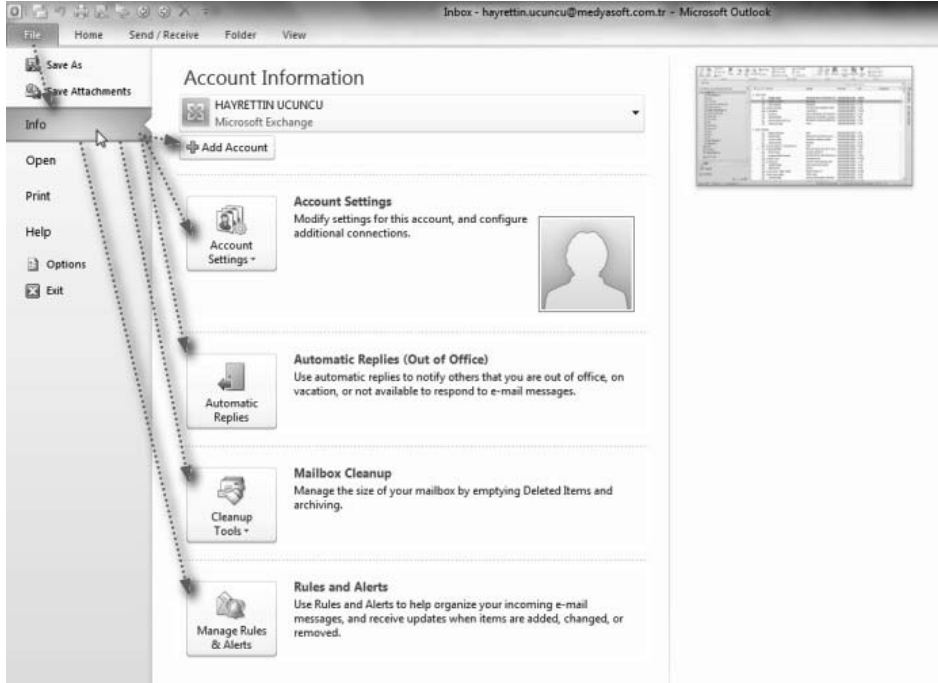 Inbox - hayrettin.ucuncu@medyasoft.com.tr - Microsoft Outlook
File Home Send / Receive Folder View
Save As
Save Attachments
Info
Open
Print
Help
Options
Exit
Account Information
HAYRETTIN UCUNCU
Microsoft Exchange
Add Account
Account Settings
Modify settings for this account, and configure
additional connections.
Account
Settings
Automatic Replies (Out of Office)
Use automatic replies to notify others that you are out of office, on
vacation, or not available to respond to e-mail messages.
Automatic
Replies
Mailbox Cleanup
Manage the size of your mailbox by emptying Deleted Items and
archiving.
Cleanup
Tools
Rules and Alerts
Use Rules and Alerts to help organize your incoming e-mail
messages, and receive updates when items are added, changed, or
removed.
Manage Rules
& Alerts